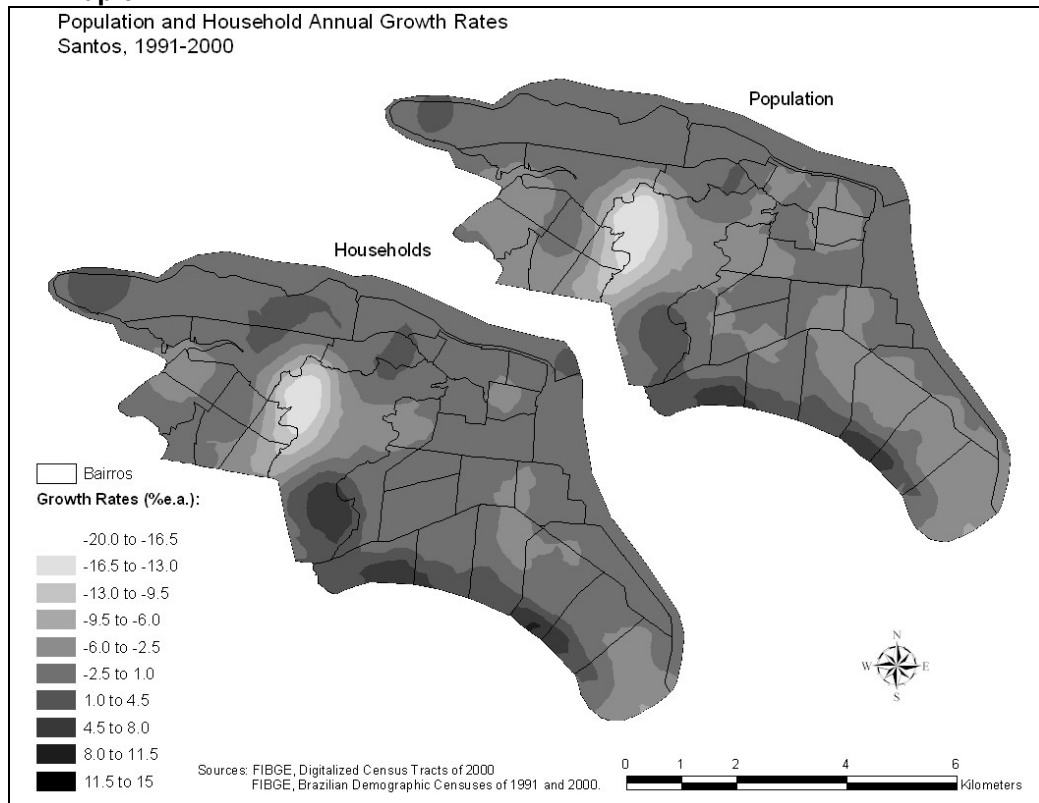 Population and Household Annual Growth Rates
Santos, 1991-2000
Population
Households
Bairros
Growth Rates (%e.a.):
-20.0 to -16.5
-16.5 to -13.0
-13.0 to -9.5
-9.5 to -6.0
-6.0 to -2.5
-2.5 to 1.0
1.0 to 4.5
4.5 to 8.0
8.0 to 11.5
11.5 to 15
N
W E
S
Sources: FIBGE, Digitalized Census Tracts of 2000
FIBGE, Brazilian Demographic Censuses of 1991 and 2000.
0 1 2 4 6
Kilometers